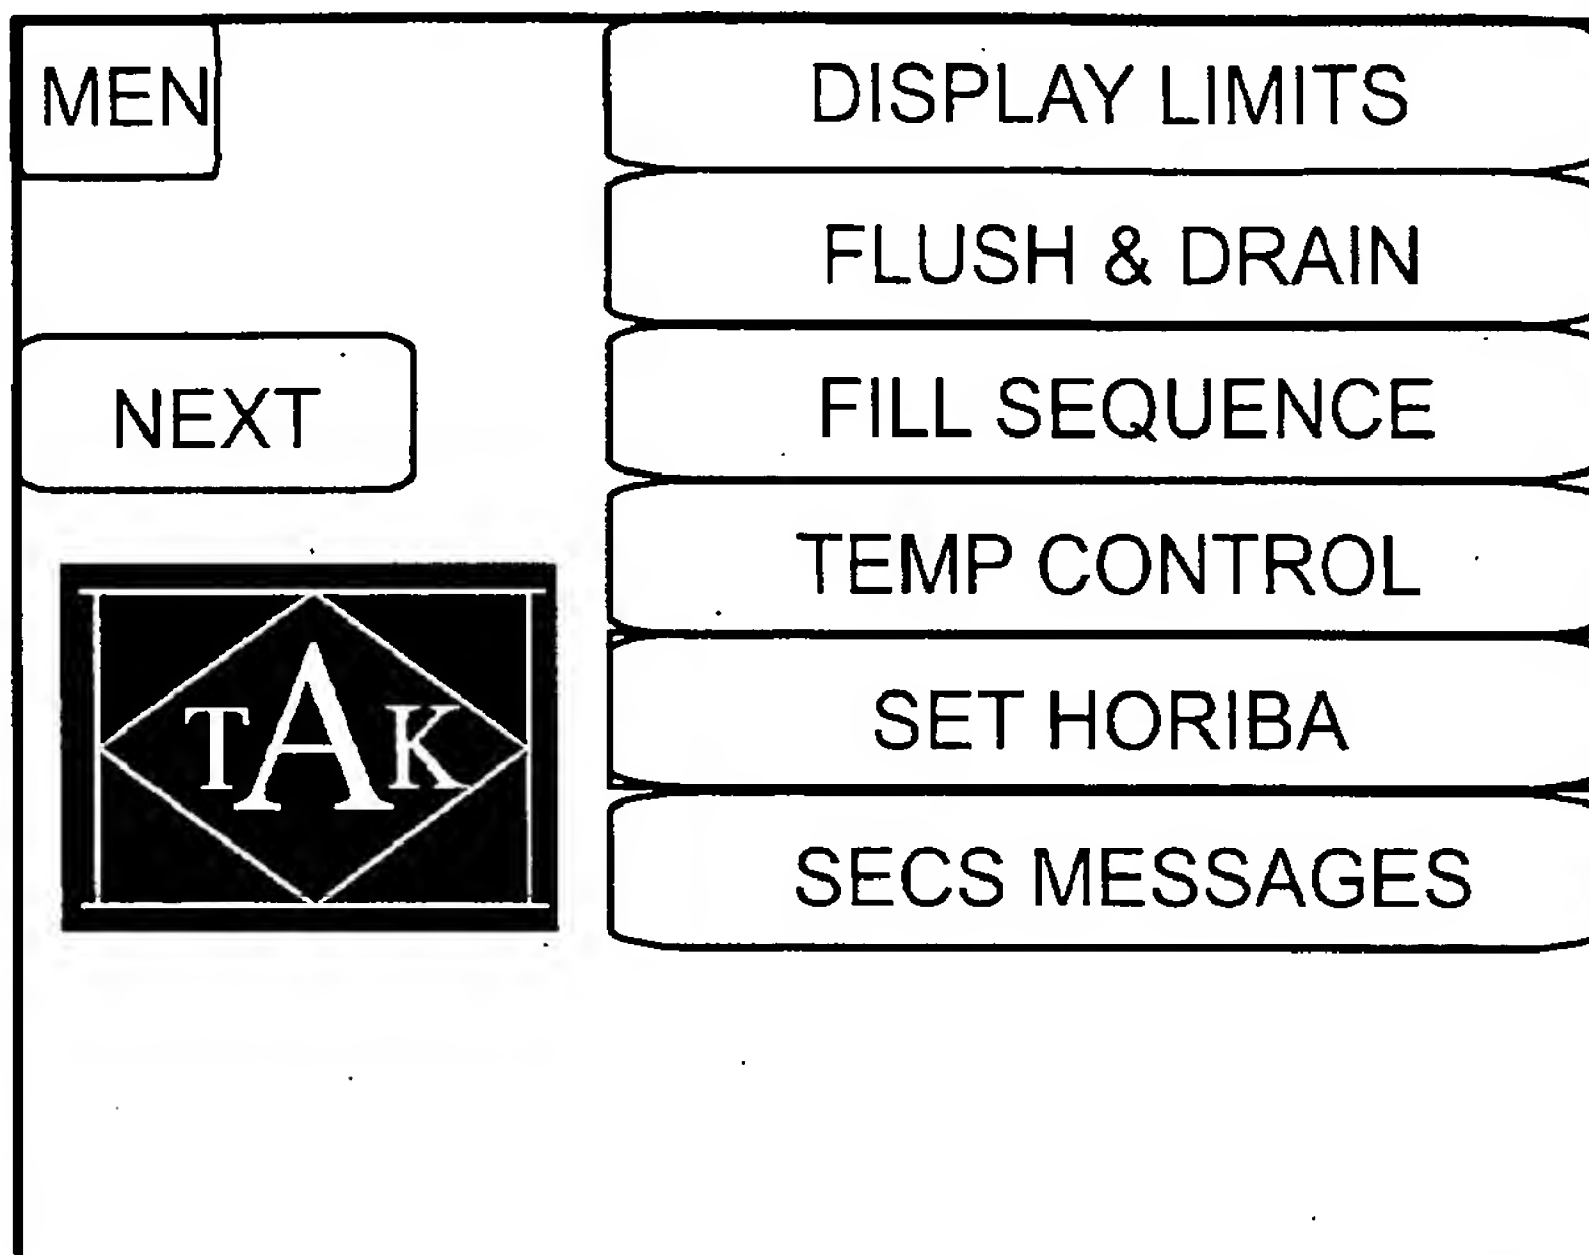 MEN
DISPLAY LIMITS
FLUSH & DRAIN
NEXT
FILL SEQUENCE
TEMP CONTROL
TAK
SET HORIBA
SECS MESSAGES